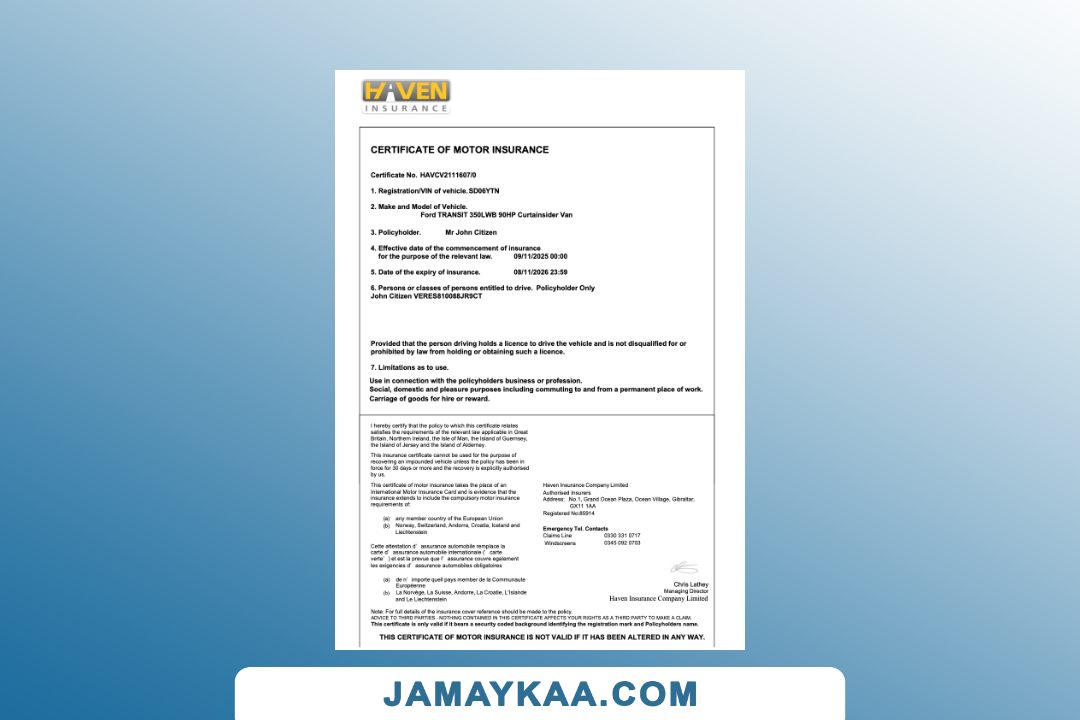 HAVEN
INSURANCE
CERTIFICATE OF MOTOR INSURANCE
Certificate No. HAVCV2111607/0
1. Registration/VIN of vehicle. SD06YTN
2. Make and Model of Vehicle.
Ford TRANSIT 350LWB 90HP Curtainsider Van
3. Policyholder. Mr John Citizen
4. Effective date of the commencement of insurance
for the purpose of the relevant law. 09/11/2025 00:00
5. Date of the expiry of insurance. 08/11/2026 23:59
6. Persons or classes of persons entitled to drive. Policyholder Only
John Citizen VERES810088JR9CT
Provided that the person driving holds a licence to drive the vehicle and is not disqualified for or
prohibited by law from holding or obtaining such a licence.
7. Limitations as to use.
Use in connection with the policyholders business or profession.
Social, domestic and pleasure purposes including commuting to and from a permanent place of work.
Carriage of goods for hire or reward.
I hereby certify that the policy to which this certificate relates
satisfies the requirements of the relevant law applicable in Great
Britain, Northern Ireland, the Isle of Man, the Island of Guernsey,
the Island of Jersey and the Island of Alderney.
This insurance certificate cannot be used for the purpose of
recovering an impounded vehicle unless the policy has been in
force for 30 days or more and the recovery is explicitly authorised
by us.
This certificate of motor insurance takes the place of an
International Motor Insurance Card and is evidence that the
insurance extends to include the compulsory motor insurance
requirements of:
(a) any member country of the European Union
(b) Norway, Switzerland, Andorra, Croatia, Iceland and
Liechtenstein
Cette attestation d' assurance automobile remplace la
carte d' assurance automobile internationale (' carte
verte' ) et est la prevue que l' assurance couvre egalement
les exigencies d' assurance automobiles obligatoires
(a) de n' importe quell pays member de la Communaute
Européenne
(b) La Norvège, La Suisse, Andorre, La Croatie, L'Islande
and Le Liechtenstein
Haven Insurance Company Limited
Authorised Insurers
Address: No.1, Grand Ocean Plaza, Ocean Village, Gibraltar,
GX11 1AA
Registered No:85914
Emergency Tel. Contacts
Claims Line 0330 331 0717
Windscreens 0345 092 0703
Chris Lathey
Managing Director
Haven Insurance Company Limited
Note: For full details of the insurance cover reference should be made to the policy.
ADVICE TO THIRD PARTIES - NOTHING CONTAINED IN THIS CERTIFICATE AFFECTS YOUR RIGHTS AS A THIRD PARTY TO MAKE A CLAIM.
This certificate is only valid if it bears a security coded background identifying the registration mark and Policyholders name.
THIS CERTIFICATE OF MOTOR INSURANCE IS NOT VALID IF IT HAS BEEN ALTERED IN ANY WAY.
JAMAYKAA.COM